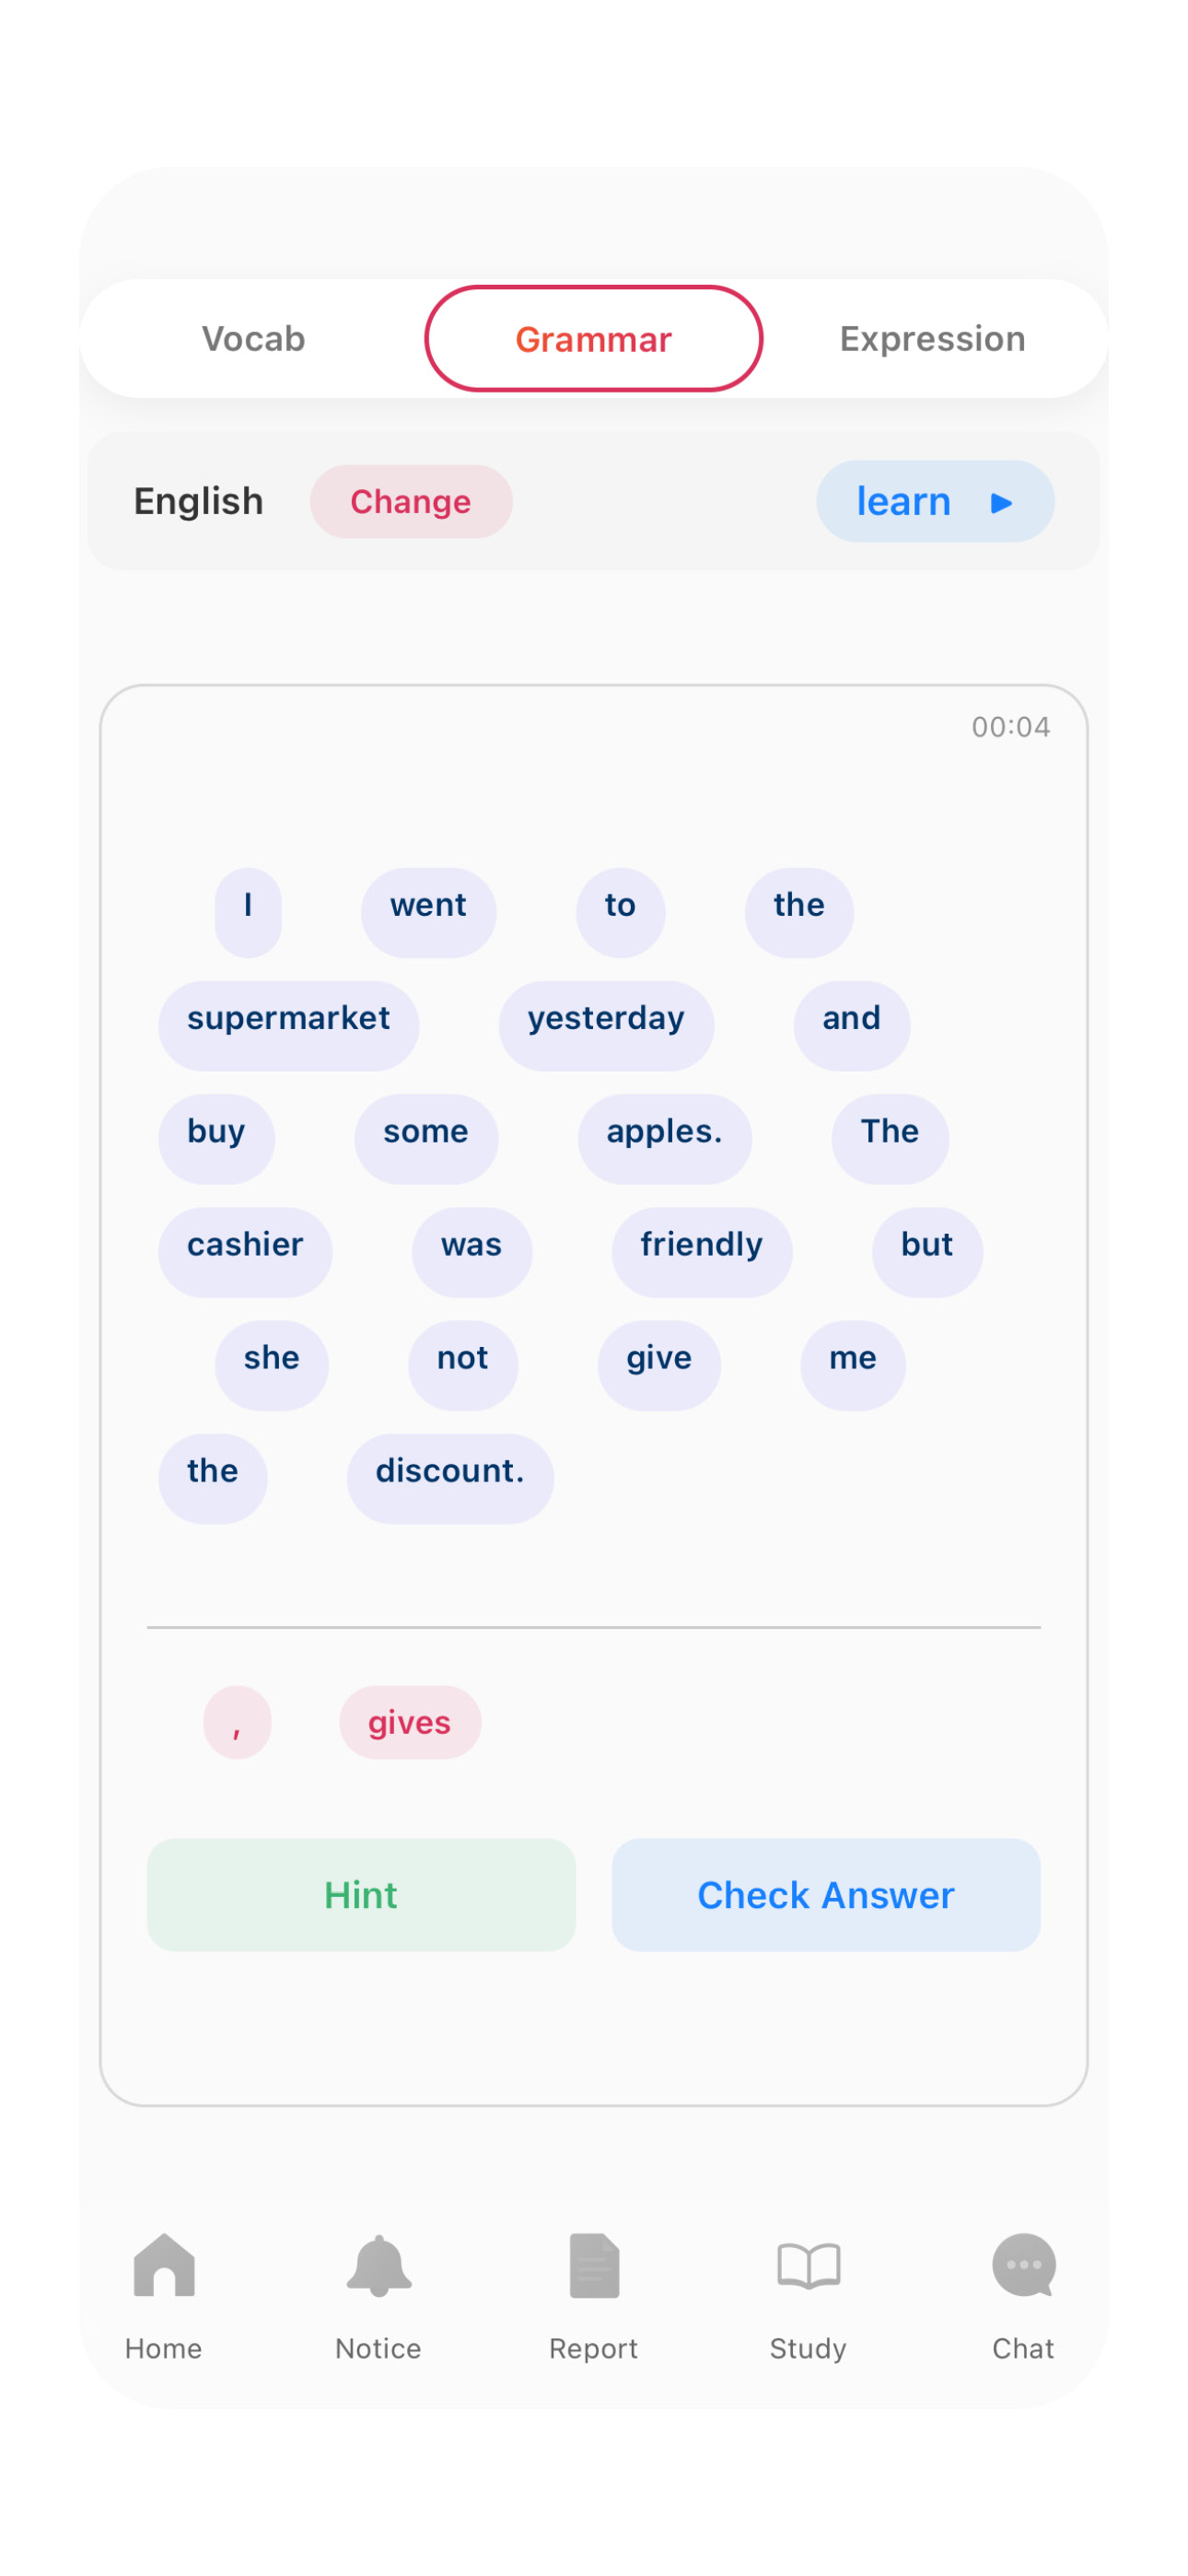 Vocab Grammar Expression
English Change learn
00:04
I went to the
supermarket yesterday and
buy some apples. The
cashier was friendly but
she not give me
the discount.
, gives
Hint Check Answer
Home Notice Report Study Chat